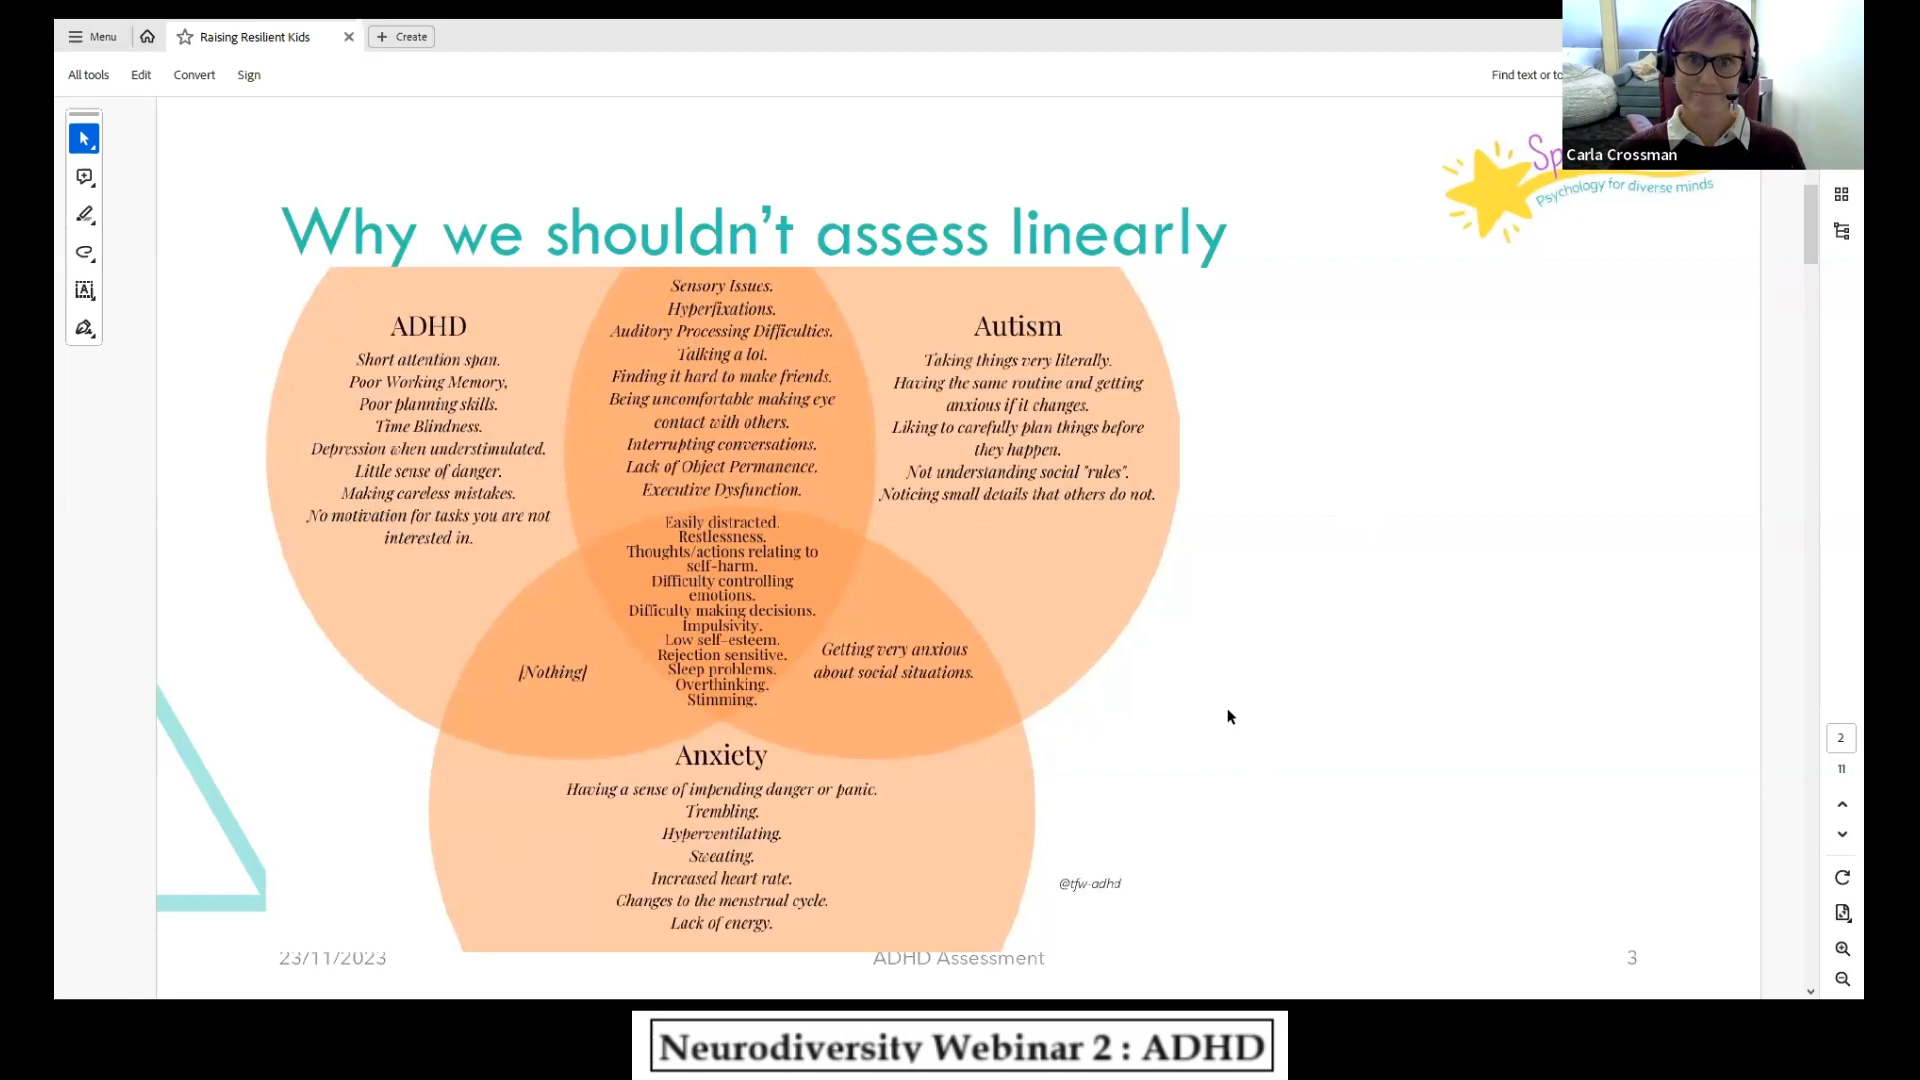 Menu
Raising Resilient Kids
Create
All tools
Edit
Convert
Sign
Find text or to
Carla Crossman
Sp
Psychology for diverse minds
Why we shouldn't assess linearly
ADHD
Short attention span.
Poor Working Memory,
Poor planning skills.
Time Blindness.
Depression when understimulated.
Little sense of danger.
Making careless mistakes.
No motivation for tasks you are not
interested in.
Sensory Issues.
Hyperfixations.
Auditory Processing Difficulties.
Talking a lot.
Finding it hard to make friends.
Being uncomfortable making eye
contact with others.
Interrupting conversations.
Lack of Object Permanence.
Executive Dysfunction.
Autism
Taking things very literally.
Having the same routine and getting
anxious if it changes.
Liking to carefully plan things before
they happen.
Not understanding social "rules".
Noticing small details that others do not.
Easily distracted.
Restlessness.
Thoughts/actions relating to
self-harm.
Difficulty controlling
emotions.
Difficulty making decisions.
Impulsivity.
Low self-esteem.
Rejection sensitive.
Sleep problems.
Overthinking.
Stimming.
[Nothing]
Getting very anxious
about social situations.
Anxiety
Having a sense of impending danger or panic.
Trembling.
Hyperventilating.
Sweating.
Increased heart rate.
Changes to the menstrual cycle.
Lack of energy.
@tfw-adhd
23/11/2023
ADHD Assessment
3
2
11
Neurodiversity Webinar 2 : ADHD